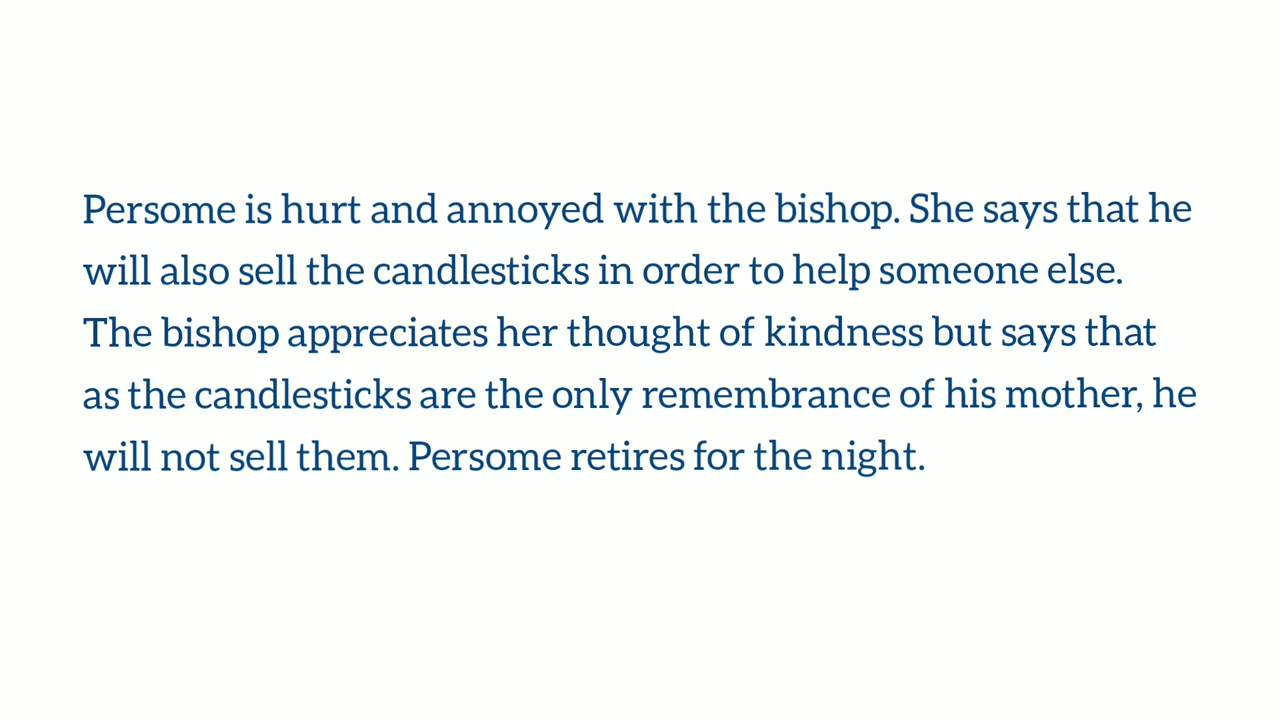 Persome is hurt and annoyed with the bishop. She says that he
will also sell the candlesticks in order to help someone else.
The bishop appreciates her thought of kindness but says that
as the candlesticks are the only remembrance of his mother, he
will not sell them. Persome retires for the night.